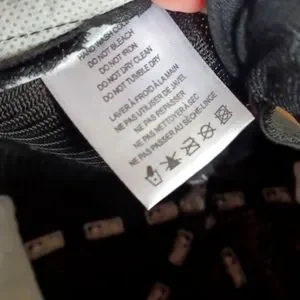 HAND WASH COLD
DO NOT BLEACH
DO NOT IRON
DO NOT DRY CLEAN
DO NOT TUMBLE DRY
LAVER À FROID À LA MAIN
NE PAS UTILISER DE JAVEL
NE PAS REPASSER
NE PAS NETTOYER À SEC
NE PAS PASSER AU SÈCHE-LINGE